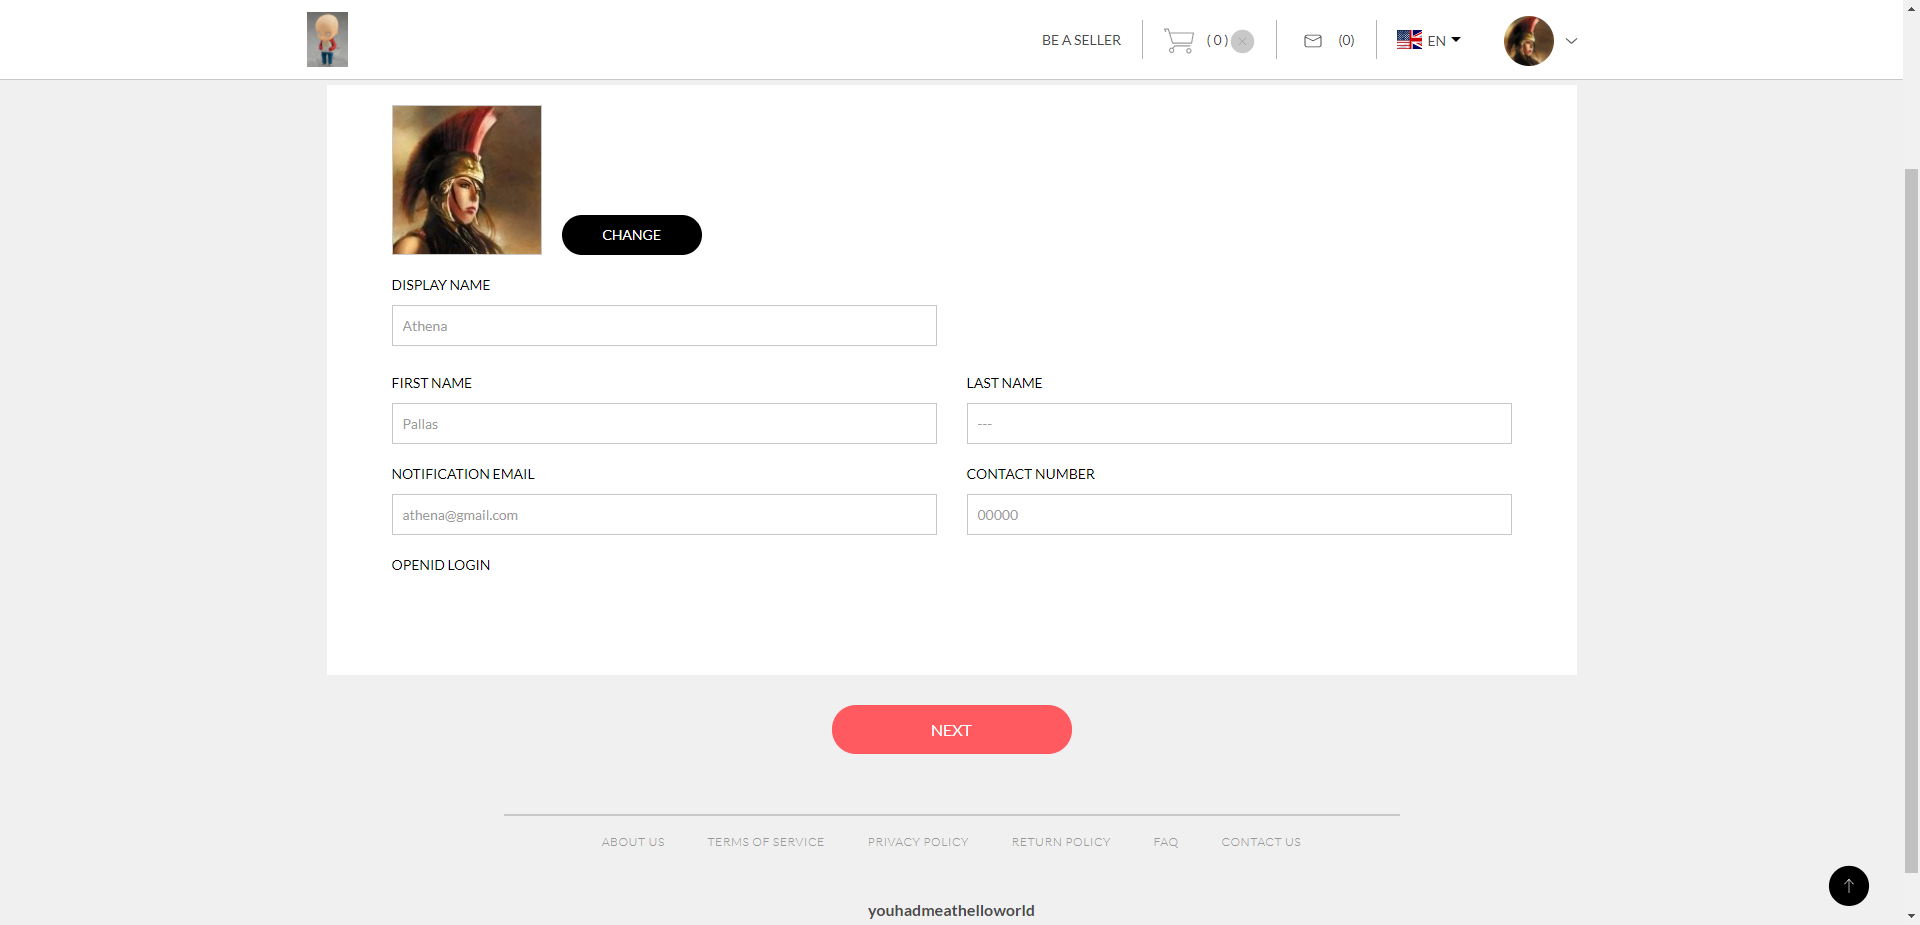 BE A SELLER ( 0 ) (0) EN
CHANGE
DISPLAY NAME
Athena
FIRST NAME LAST NAME
Pallas ---
NOTIFICATION EMAIL CONTACT NUMBER
athena@gmail.com 00000
OPENID LOGIN
NEXT
ABOUT US TERMS OF SERVICE PRIVACY POLICY RETURN POLICY FAQ CONTACT US
youhadmeathelloworld